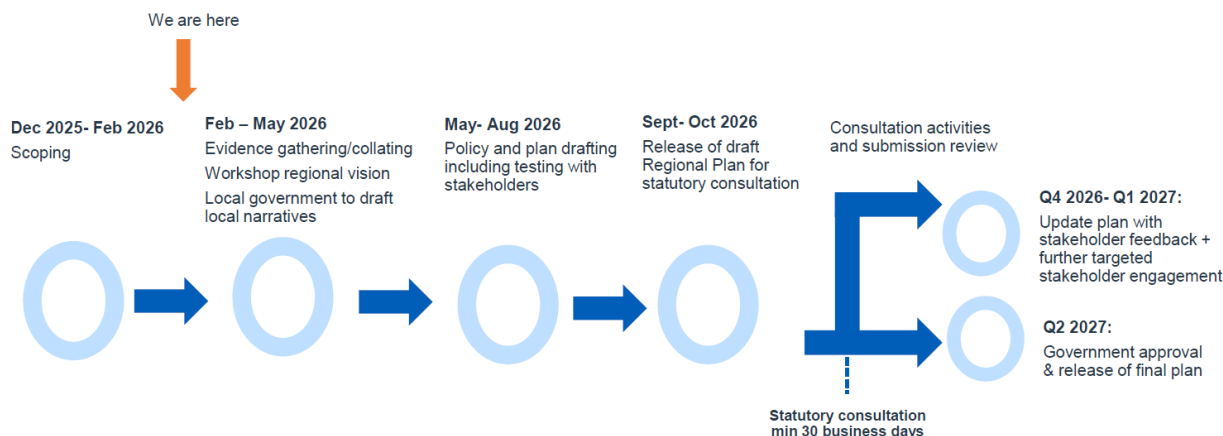 We are here
Dec 2025- Feb 2026
Scoping
Feb – May 2026
Evidence gathering/collating
Workshop regional vision
Local government to draft
local narratives
May- Aug 2026
Policy and plan drafting
including testing with
stakeholders
Sept- Oct 2026
Release of draft
Regional Plan for
statutory consultation
Consultation activities
and submission review
Q4 2026- Q1 2027:
Update plan with
stakeholder feedback +
further targeted
stakeholder engagement
Q2 2027:
Government approval
& release of final plan
Statutory consultation
min 30 business days